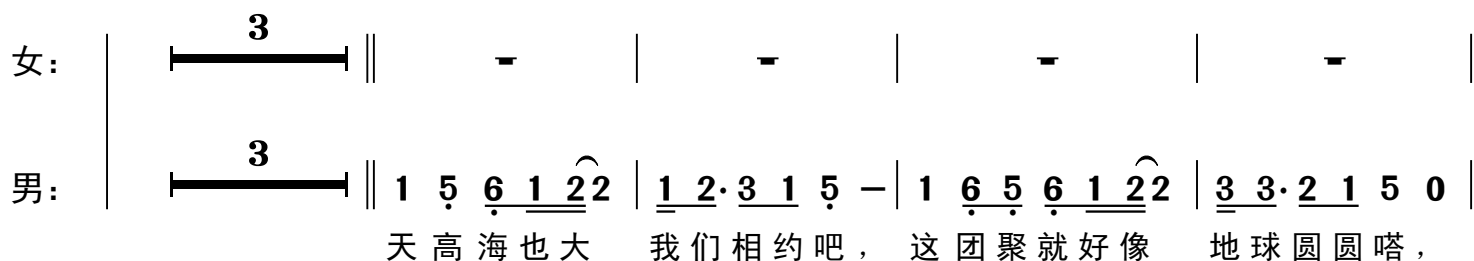 3
女:
3
男: 1 5 6 1 2 2 1 2· 3 1 5 – 1 6 5 6 1 2 2 3 3· 2 1 5 0
天高海也大 我们相约吧， 这团聚就好像 地球圆圆嗒，